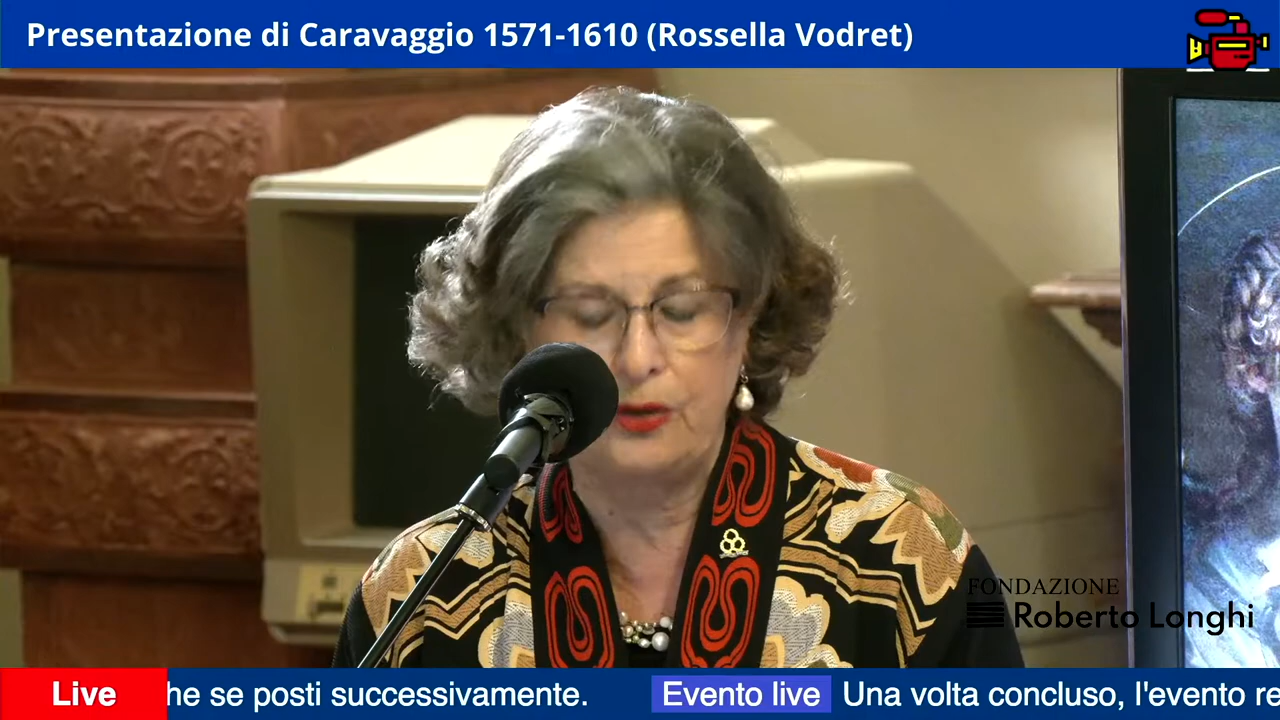 Presentazione di Caravaggio 1571-1610 (Rossella Vodret)
FONDAZIONE
Roberto Longhi
Live he se posti successivamente. Evento live Una volta concluso, l'evento re